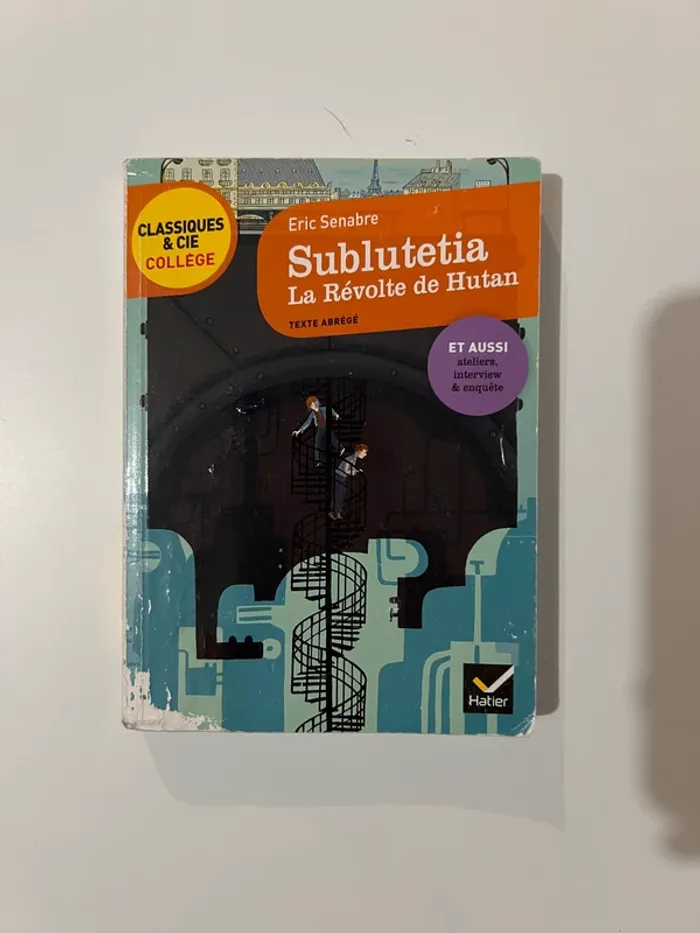 CLASSIQUES
& CIE
COLLÈGE
Eric Senabre
Sublutetia
La Révolte de Hutan
TEXTE ABRÉGÉ
ET AUSSI
ateliers,
interview
& enquête
Hatier